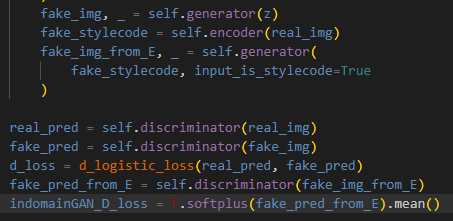 fake_img, _ = self.generator(z)
fake_stylecode = self.encoder(real_img)
fake_img_from_E, _ = self.generator(
fake_stylecode, input_is_stylecode=True
)
real_pred = self.discriminator(real_img)
fake_pred = self.discriminator(fake_img)
d_loss = d_logistic_loss(real_pred, fake_pred)
fake_pred_from_E = self.discriminator(fake_img_from_E)
indomainGAN_D_loss = .softplus(fake_pred_from_E).mean()